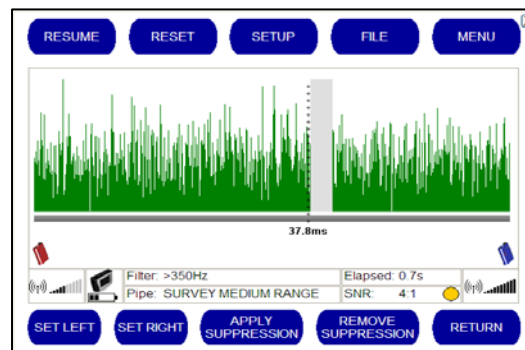 RESUME RESET SETUP FILE MENU
37.8ms
Filter: >350Hz Elapsed: 0.7s
Pipe: SURVEY MEDIUM RANGE SNR: 4:1
SET LEFT SET RIGHT APPLY SUPPRESSION REMOVE SUPPRESSION RETURN